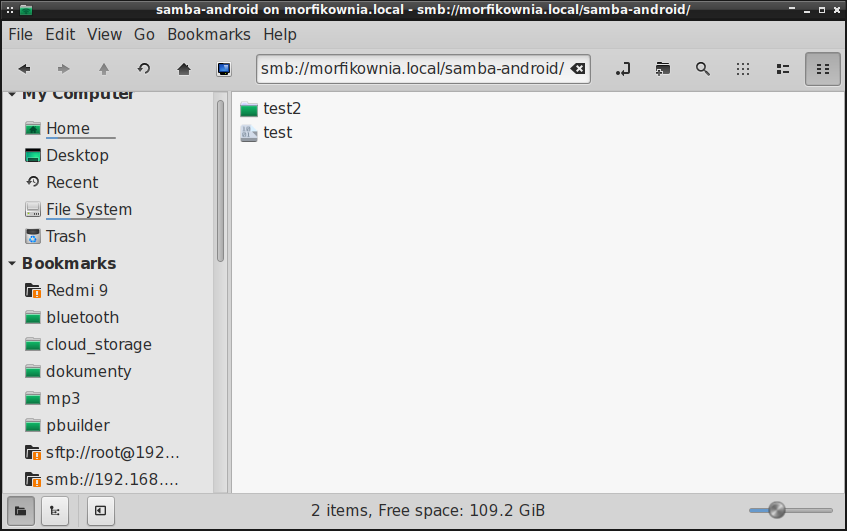 samba-android on morfikownia.local - smb://morfikownia.local/samba-android/
File Edit View Go Bookmarks Help
smb://morfikownia.local/samba-android/
My Computer
Home
Desktop
Recent
File System
Trash
Bookmarks
Redmi 9
bluetooth
cloud_storage
dokumenty
mp3
pbuilder
sftp://root@192...
smb://192.168....
test2
test
2 items, Free space: 109.2 GiB